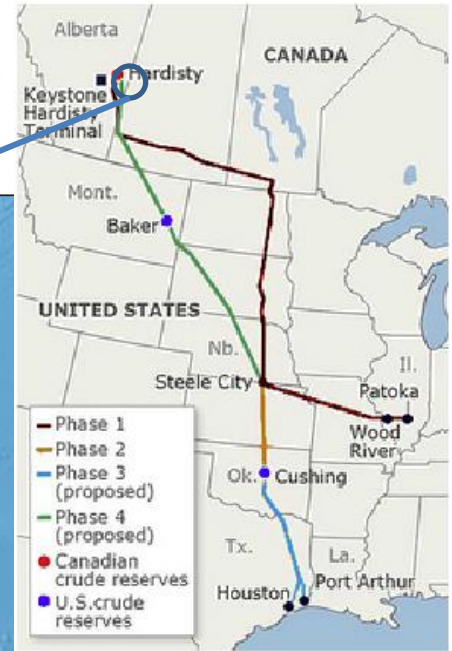 Alberta
CANADA
Hardisty
Keystone
Hardisty
Terminal
Mont.
Baker
UNITED STATES
Nb.
Steele City
Il.
Patoka
Wood
River
Ok.
Cushing
Tx.
La.
Houston
Port Arthur
Phase 1
Phase 2
Phase 3
(proposed)
Phase 4
(proposed)
Canadian
crude reserves
U.S.crude
reserves